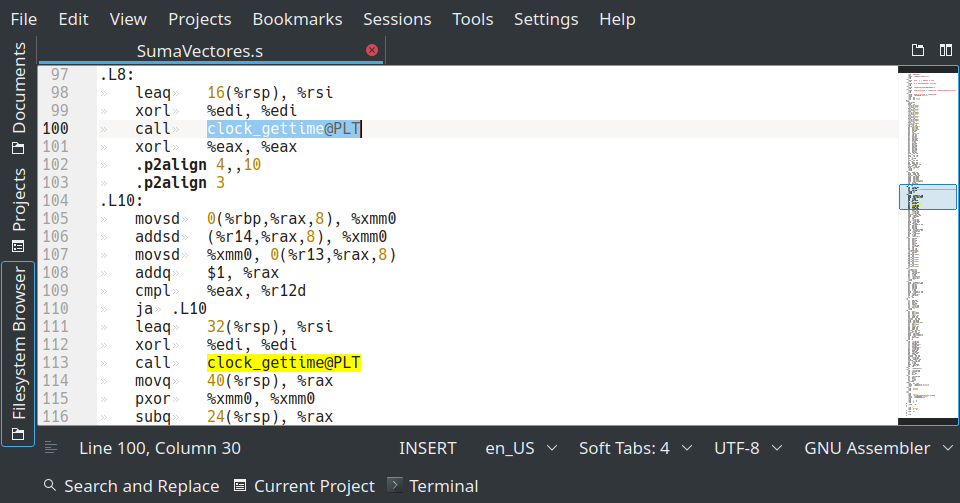 File Edit View Projects Bookmarks Sessions Tools Settings Help
SumaVectores.s
Documents
Projects
Filesystem Browser
97 .L8:
98 leaq 16(%rsp), %rsi
99 xorl %edi, %edi
100 call clock_gettime@PLT
101 xorl %eax, %eax
102 .p2align 4,,10
103 .p2align 3
104 .L10:
105 movsd 0(%rbp,%rax,8), %xmm0
106 addsd (%r14,%rax,8), %xmm0
107 movsd %xmm0, 0(%r13,%rax,8)
108 addq $1, %rax
109 cmpl %eax, %r12d
110 ja .L10
111 leaq 32(%rsp), %rsi
112 xorl %edi, %edi
113 call clock_gettime@PLT
114 movq 40(%rsp), %rax
115 pxor %xmm0, %xmm0
116 subq 24(%rsp), %rax
Line 100, Column 30 INSERT en_US Soft Tabs: 4 UTF-8 GNU Assembler
Search and Replace Current Project Terminal